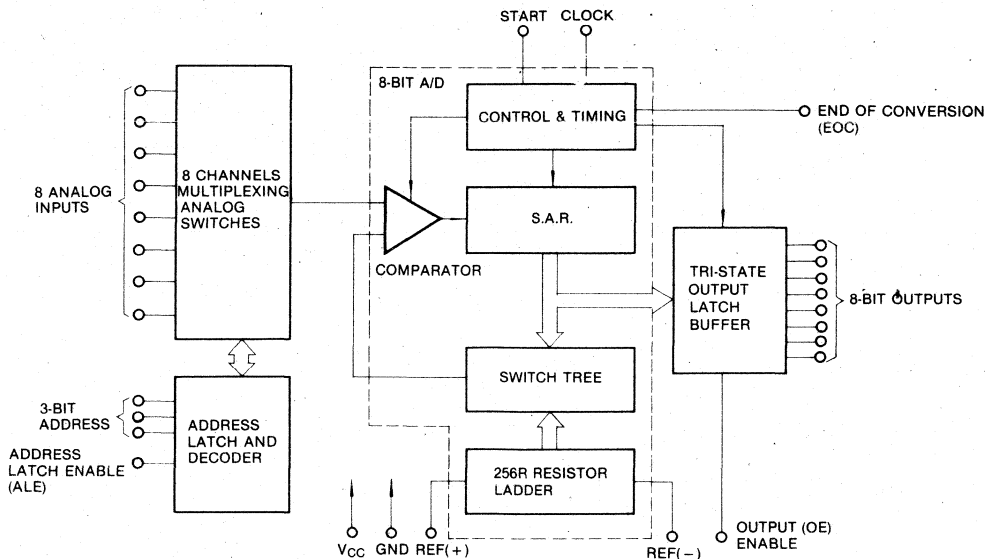 START CLOCK
8-BIT A/D
CONTROL & TIMING
END OF CONVERSION
(EOC)
8 ANALOG
INPUTS
8 CHANNELS
MULTIPLEXING
ANALOG
SWITCHES
S.A.R.
COMPARATOR
TRI-STATE
OUTPUT
LATCH
BUFFER
8-BIT OUTPUTS
SWITCH TREE
3-BIT
ADDRESS
ADDRESS
LATCH ENABLE
(ALE)
ADDRESS
LATCH AND
DECODER
256R RESISTOR
LADDER
VCC GND REF(+)
REF(−)
OUTPUT (OE)
ENABLE